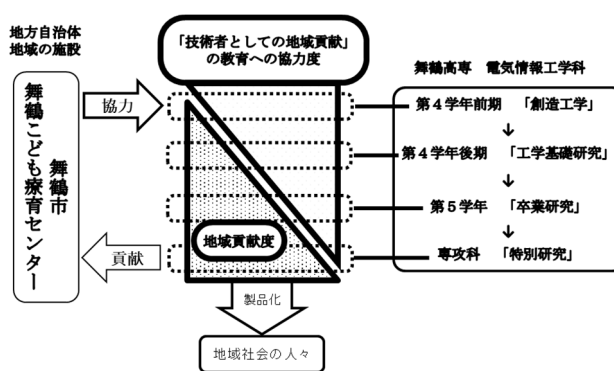 地方自治体
地域の施設
舞鶴市
舞鶴こども療育センター
協力
貢献
「技術者としての地域貢献」
の教育への協力度
地域貢献度
製品化
地域社会の人々
舞鶴高専 電気情報工学科
第4学年前期 「創造工学」
↓
第4学年後期 「工学基礎研究」
↓
第5学年 「卒業研究」
↓
専攻科 「特別研究」